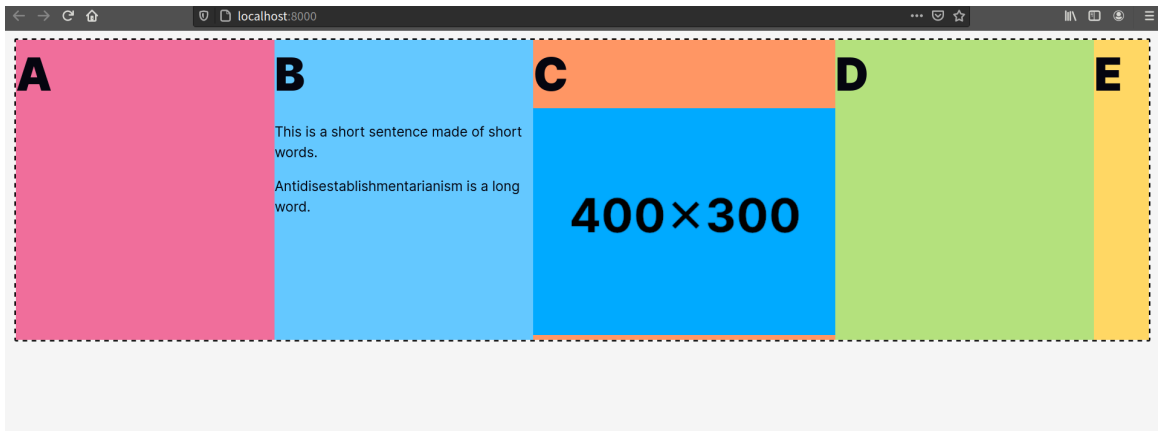 localhost:8000
A
B
This is a short sentence made of short
words.
Antidisestablishmentarianism is a long
word.
C
400×300
D
E